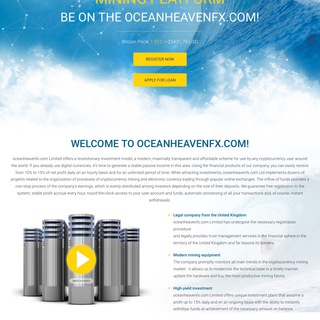 MINING PLATFORM
BE ON THE OCEANHEAVENFX.COM!
Bitcoin Price: 1 BTC =
REGISTER NOW
APPLY FOR LOAN
WELCOME TO OCEANHEAVENFX.COM!
oceanheavenfx.com Limited offers a revolutionary investment model: a modern, maximally transparent and affordable scheme for use by any cryptocurrency user around
the world. If you already use digital currencies, it's time to generate a stable passive income in this area. Using the financial products of our company, you can easily receive
from 10% to 15% of net profit daily on an hourly basis and for an unlimited period of time. While attracting investments, oceanheavenfx.com Ltd implements dozens of
projects related to the organisation of processes of cryptocurrency mining and electronic currency trading through popular online exchanges. The inflow of funds provides a
non-stop process of the company's earnings, which is evenly distributed among investors depending on the size of their deposits. We guarantee free registration in the
system, stable profit accrual every hour, round-the-clock access to your account and funds, automatic processing of all your transactions and, of course, instant
withdrawals.
Legal company from the United Kingdom
oceanheavenfx.com Limited has undergone the necessary registration
procedure
and legally provides trust management services in the financial sphere in the
territory of the United Kingdom and far beyond its borders.
Modern mining equipment
The company promptly monitors all main trends in the cryptocurrency mining
market - it allows us to modernize the technical base in a timely manner,
sustain the hardware and buy the most productive mining farms.
High-yield investment
oceanheavenfx.com Limited offers unique investment plans that assume a
profit up to 15% daily and on an ongoing basis with the ability to instantly
withdraw funds at achievement of the necessary amount on balance.